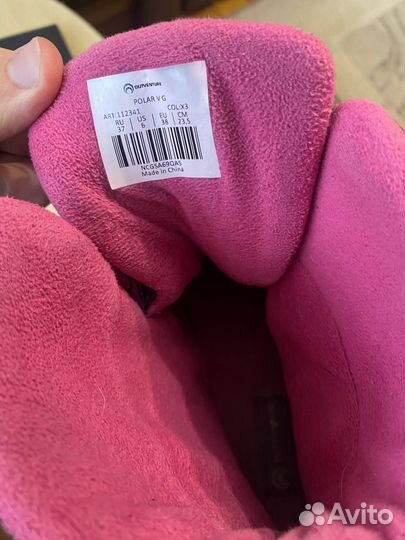 OUTVENTURE
POLAR V G
ART:112341 COL:X3
RU US EU CM
37 6 38 23,5
NCGSA69QAS
Made in China
Avito